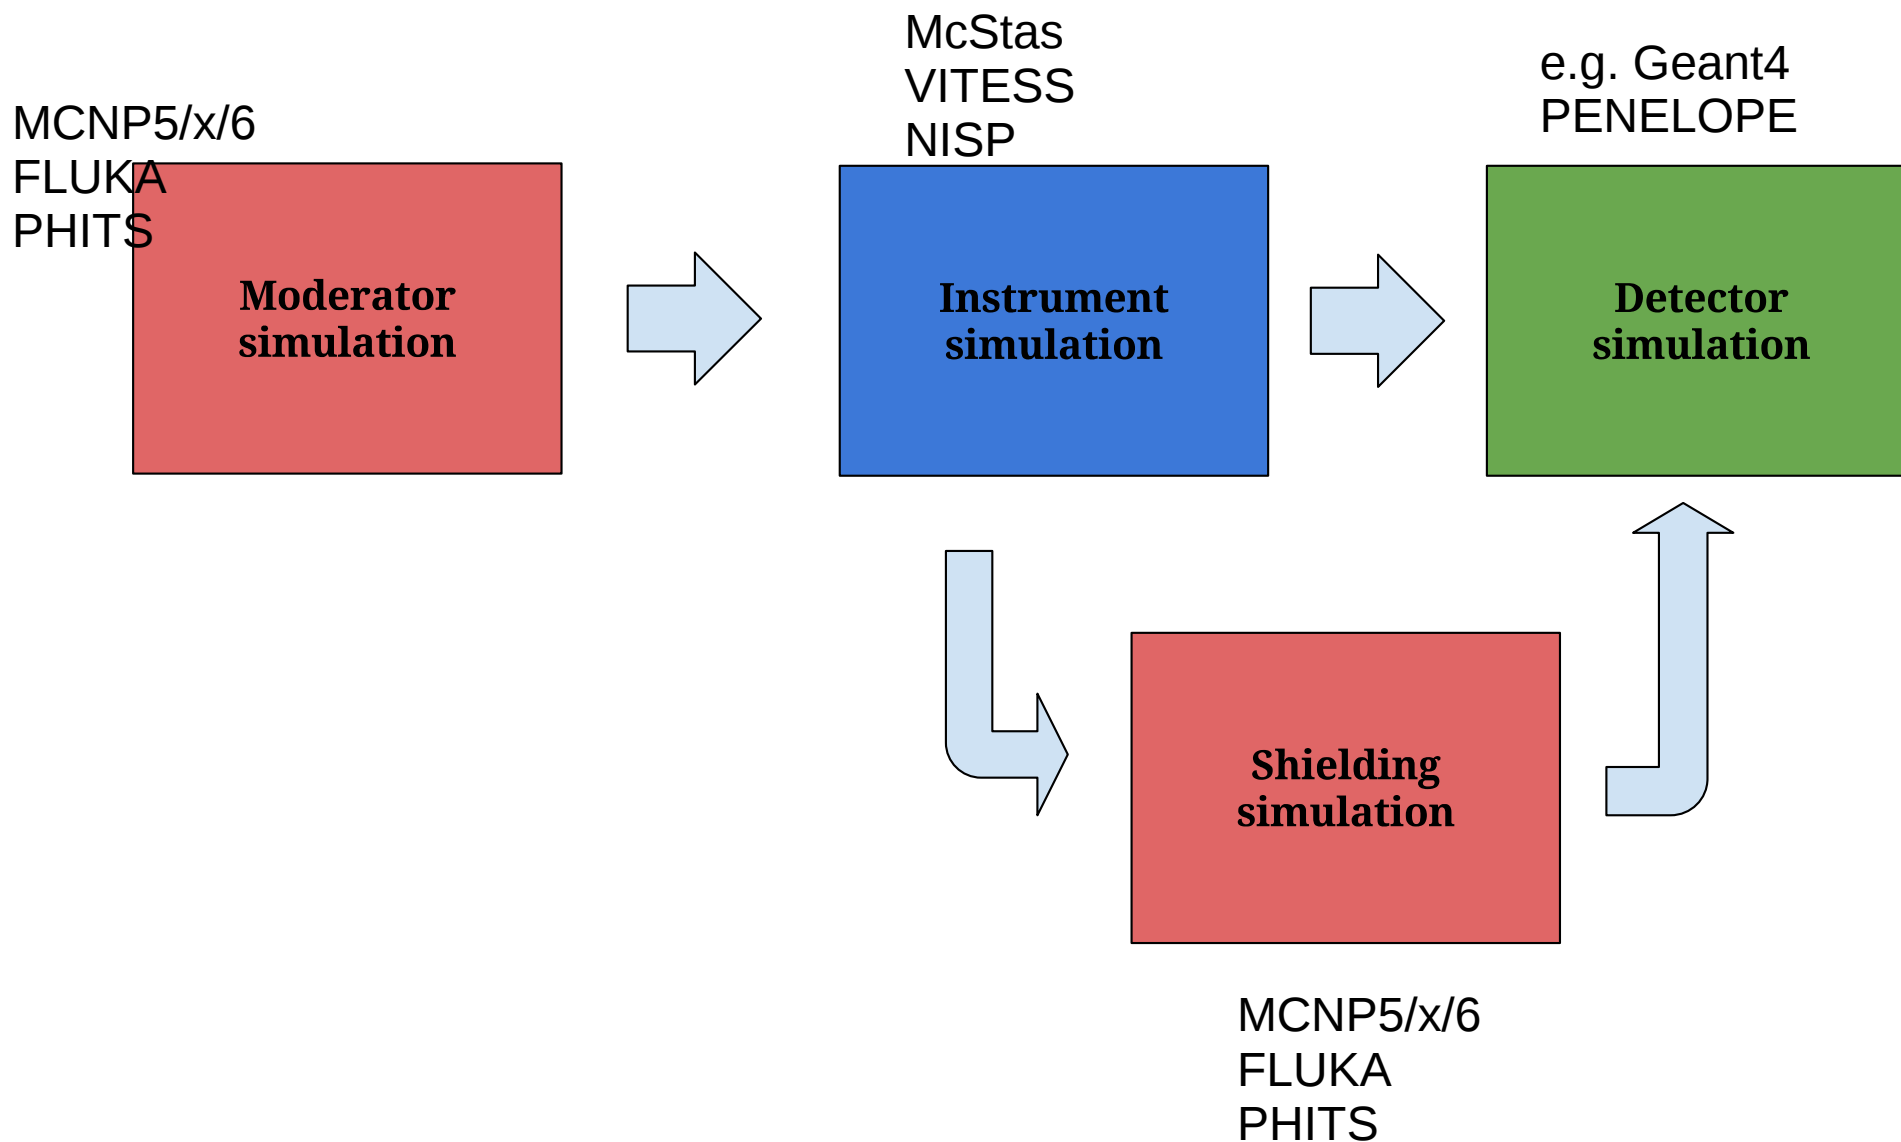 MCNP5/x/6
FLUKA
PHITS
Moderator
simulation
McStas
VITESS
NISP
Instrument
simulation
e.g. Geant4
PENELOPE
Detector
simulation
Shielding
simulation
MCNP5/x/6
FLUKA
PHITS